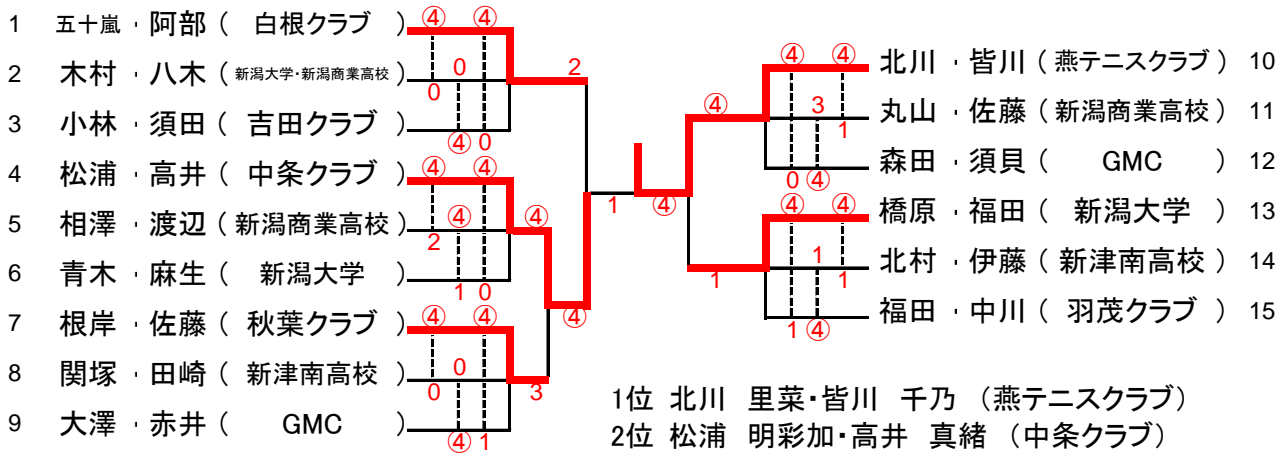 1 五十嵐・阿部（ 白根クラブ ） ④ ④
2 木村・八木（新潟大学・新潟商業高校） 0 0
3 小林・須田（ 吉田クラブ ） ④ 0
2
4 松浦・高井（ 中条クラブ ） ④ ④
5 相澤・渡辺（新潟商業高校） 2 ④
6 青木・麻生（ 新潟大学 ） 1 0
④
7 根岸・佐藤（ 秋葉クラブ ） ④ ④
8 関塚・田崎（ 新津南高校 ） 0 0
9 大澤・赤井（ GMC ） ④ 1
3
④
1 ④
④ ④ 北川・皆川（燕テニスクラブ） 10
3 1 丸山・佐藤（新潟商業高校） 11
0 ④ 森田・須貝（ GMC ） 12
④
④ ④ 橋原・福田（ 新潟大学 ） 13
1 1 北村・伊藤（新津南高校） 14
1 ④ 福田・中川（ 羽茂クラブ ） 15
1
1位 北川 里菜・皆川 千乃 （燕テニスクラブ）
2位 松浦 明彩加・高井 真緒 （中条クラブ）